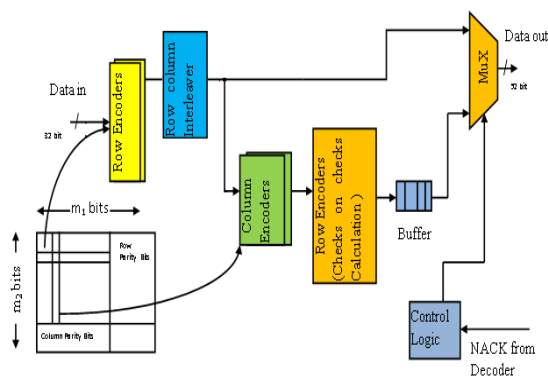 Data in
32 bit
Row Encoders
Row column
Interleaver
Column
Encoders
Row Encoders
(Checks on checks
Calculation )
Buffer
MuX
Data out
32 bit
m1 bits
m2 bits
Row
Parity Bits
Column Parity Bits
Control
Logic
NACK from
Decoder